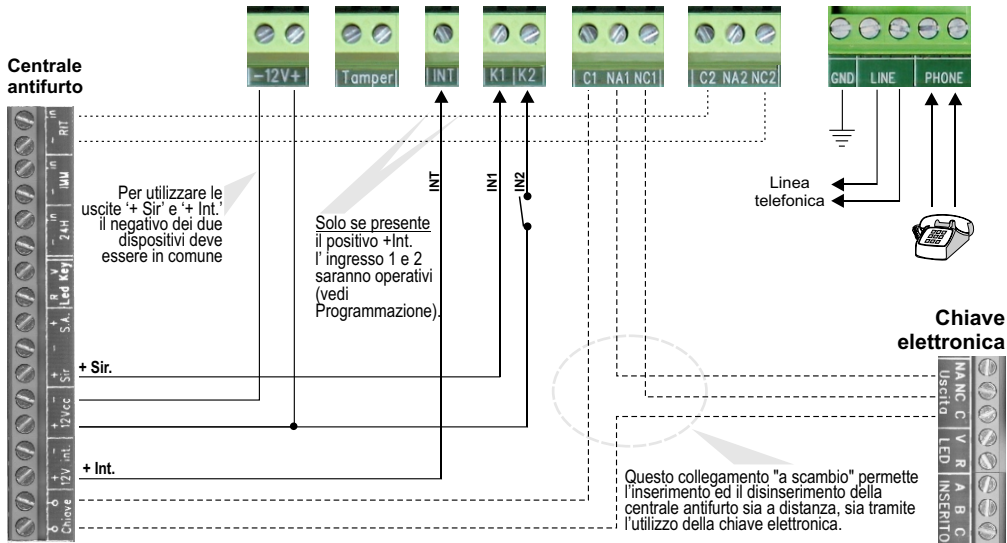 −12V+
Tamper
INT
K1 K2
C1 NA1 NC1
C2 NA2 NC2
GND LINE PHONE
Centrale
antifurto
in
− RIT
in
− IMM
in
− 24H
V
R Led Key
+
− S.A.
+ Sir
−
+ 12Vcc
−
+ 12V int.
Chiave
Per utilizzare le
uscite '+ Sir' e '+ Int.'
il negativo dei due
dispositivi deve
essere in comune
Solo se presente
il positivo +Int.
l' ingresso 1 e 2
saranno operativi
(vedi
Programmazione).
INT
IN1
IN2
Linea
telefonica
+ Sir.
+ Int.
Chiave
elettronica
NA NC C
Uscita
V R
LED
A B C
INSERITO
Questo collegamento "a scambio" permette
l'inserimento ed il disinserimento della
centrale antifurto sia a distanza, sia tramite
l'utilizzo della chiave elettronica.